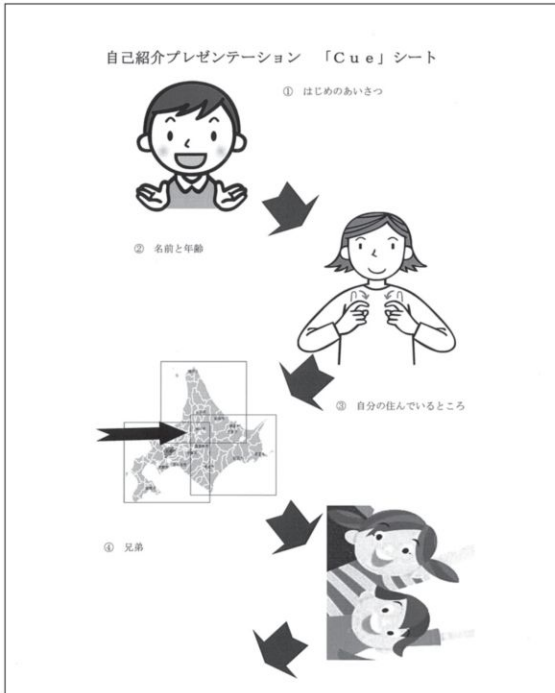 自己紹介プレゼンテーション 「Cue」シート
① はじめのあいさつ
② 名前と年齢
③ 自分の住んでいるところ
④ 兄弟